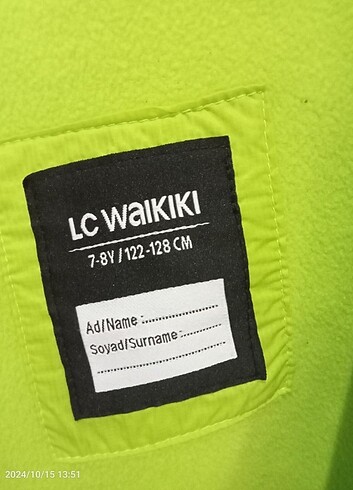 LC WAIKIKI
7-8Y / 122-128 CM
Ad/Name :..................
Soyad/Surname :...........
................................
2024/10/15 13:51